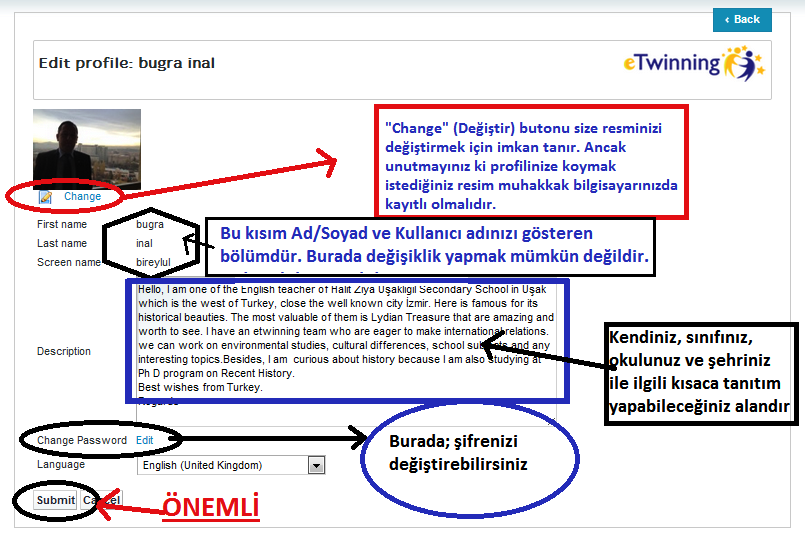 ‹ Back
Edit profile: bugra inal
eTwinning
"Change" (Değiştir) butonu size resminizi
değiştirmek için imkan tanır. Ancak
unutmayınız ki profilinize koymak
istediğiniz resim muhakkak bilgisayarınızda
kayıtlı olmalıdır.
Change
First name bugra
Last name inal
Screen name bireylul
Bu kısım Ad/Soyad ve Kullanıcı adınızı gösteren
bölümdür. Burada değişiklik yapmak mümkün değildir.
Hello, I am one of the English teacher of Halit Ziya Uşaklıgil Secondary School in Uşak
which is the west of Turkey, close the well known city İzmir. Here is famous for its
historical beauties. The most valuable of them is Lydian Treasure that are amazing and
worth to see. I have an etwinning team who are eager to make international relations.
we can work on environmental studies, cultural differences, school subjects and any
interesting topics.Besides, I am curious about history because I am also studying at
Ph D program on Recent History.
Best wishes from Turkey.
Regards
Description
Kendiniz, sınıfınız,
okulunuz ve şehriniz
ile ilgili kısaca tanıtım
yapabileceğiniz alandır
Change Password Edit
Burada; şifrenizi
değiştirebilirsiniz
Language English (United Kingdom)
Submit Cancel
ÖNEMLİ